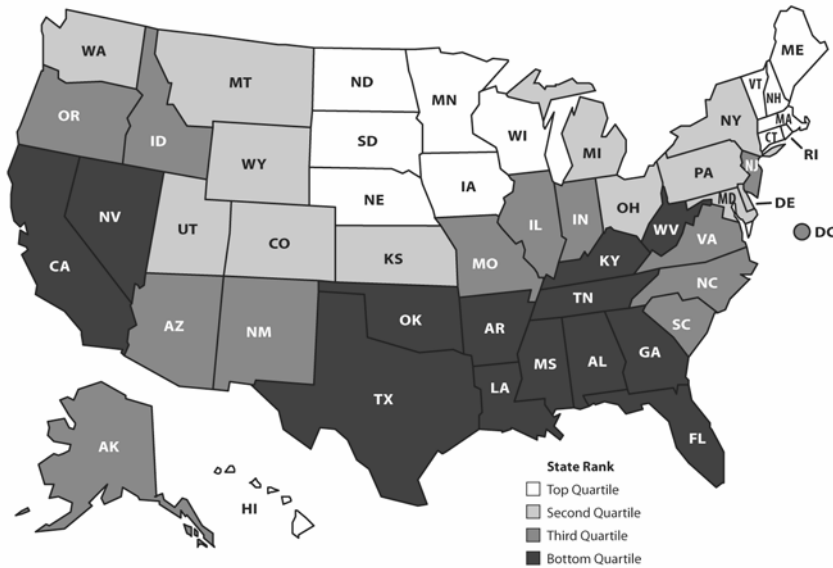 WA
MT
ND
MN
ME
VT
NH
OR
ID
SD
WI
NY
MA
CT
RI
WY
MI
PA
NJ
NE
IA
NV
UT
CO
IL
IN
OH
MD
DE
WV
VA
DC
CA
KS
MO
KY
NC
AZ
NM
OK
AR
TN
SC
MS
AL
GA
TX
LA
FL
AK
HI
State Rank
Top Quartile
Second Quartile
Third Quartile
Bottom Quartile